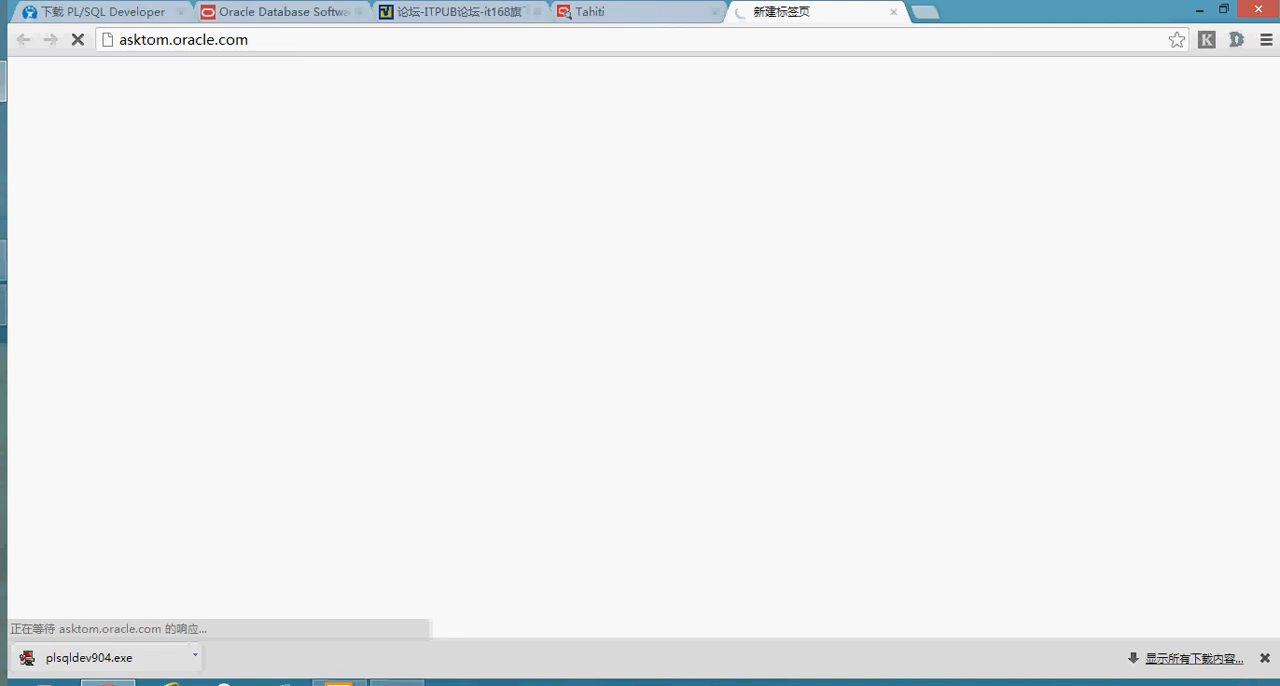 下载 PL/SQL Developer
Oracle Database Softwa
论坛-ITPUB论坛-it168旗
Tahiti
新建标签页
asktom.oracle.com
正在等待 asktom.oracle.com 的响应...
plsqldev904.exe
显示所有下载内容...